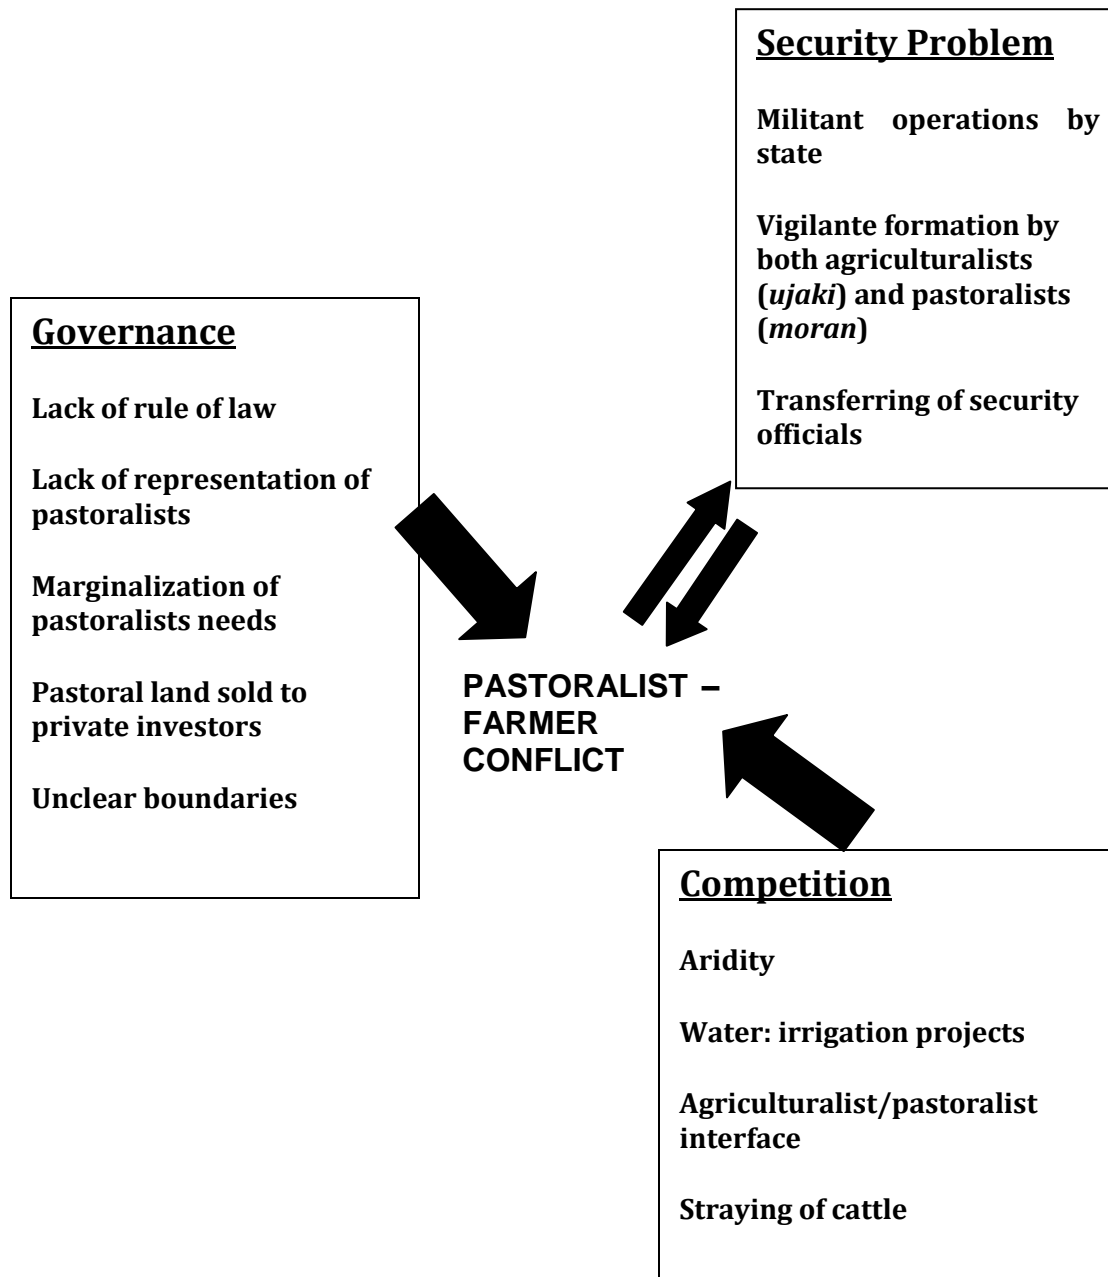 Security Problem
Militant operations by
state
Vigilante formation by
both agriculturalists
(ujaki) and pastoralists
(moran)
Transferring of security
officials
Governance
Lack of rule of law
Lack of representation of
pastoralists
Marginalization of
pastoralists needs
Pastoral land sold to
private investors
Unclear boundaries
PASTORALIST –
FARMER
CONFLICT
Competition
Aridity
Water: irrigation projects
Agriculturalist/pastoralist
interface
Straying of cattle